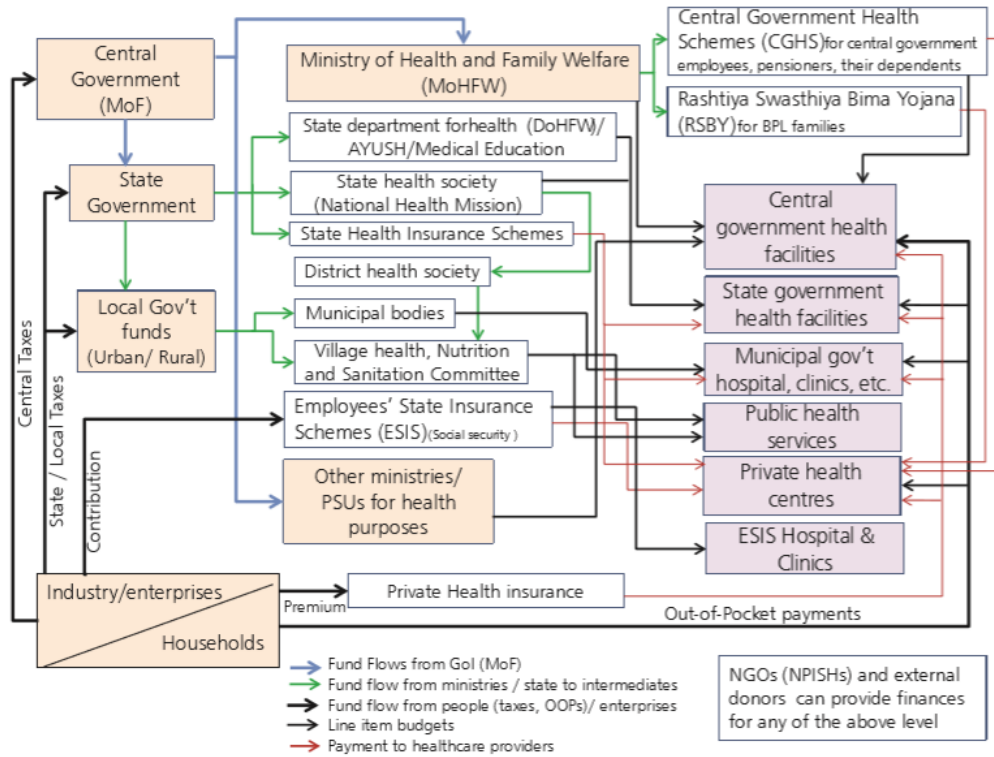 Central
Government
(MoF)
Ministry of Health and Family Welfare
(MoHFW)
Central Government Health
Schemes (CGHS)for central government
employees, pensioners, their dependents
Rashtiya Swasthiya Bima Yojana
(RSBY)for BPL families
State department forhealth (DoHFW)/
AYUSH/Medical Education
State
Government
State health society
(National Health Mission)
State Health Insurance Schemes
Central
government health
facilities
District health society
Local Gov't
funds
(Urban/ Rural)
Municipal bodies
State government
health facilities
Village health, Nutrition
and Sanitation Committee
Municipal gov't
hospital, clinics, etc.
Employees' State Insurance
Schemes (ESIS)(Social security )
Public health
services
Other ministries/
PSUs for health
purposes
Private health
centres
ESIS Hospital &
Clinics
Central Taxes
State / Local Taxes
Contribution
Industry/enterprises
Households
Premium
Private Health insurance
Out-of-Pocket payments
Fund Flows from GoI (MoF)
Fund flow from ministries / state to intermediates
Fund flow from people (taxes, OOPs)/ enterprises
Line item budgets
Payment to healthcare providers
NGOs (NPISHs) and external
donors can provide finances
for any of the above level